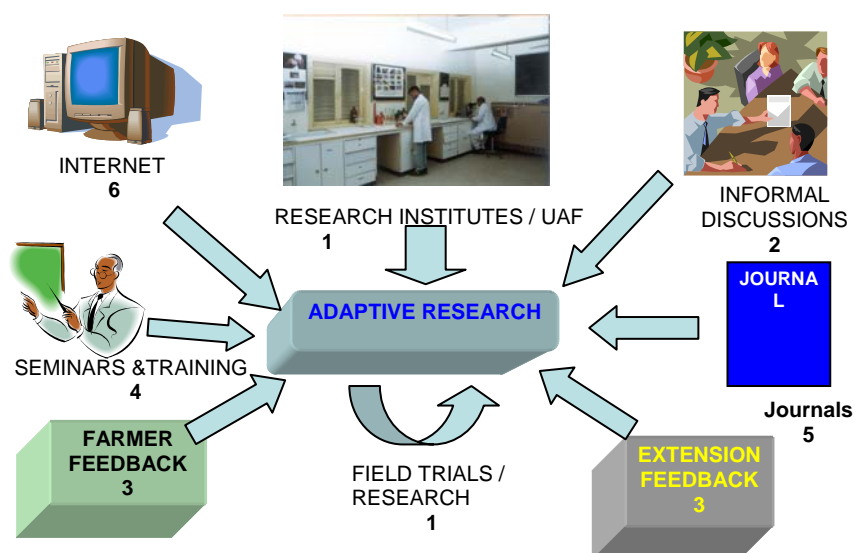 INTERNET
6
RESEARCH INSTITUTES / UAF
1
INFORMAL
DISCUSSIONS
2
ADAPTIVE RESEARCH
JOURNA
L
SEMINARS &TRAINING
4
Journals
5
FARMER
FEEDBACK
3
FIELD TRIALS /
RESEARCH
1
EXTENSION
FEEDBACK
3